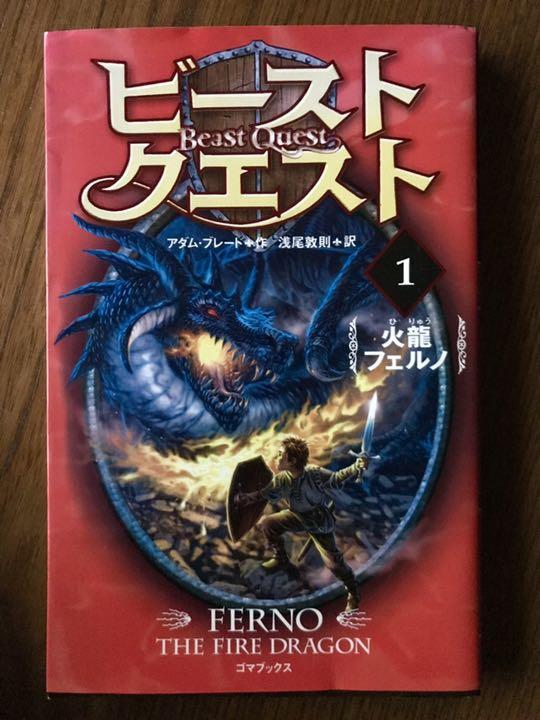 ビースト
Beast Quest
クエスト
アダム・ブレード✢作 浅尾敦則✢訳
1
ひりゅう
火龍
フェルノ
FERNO
THE FIRE DRAGON
ゴマブックス